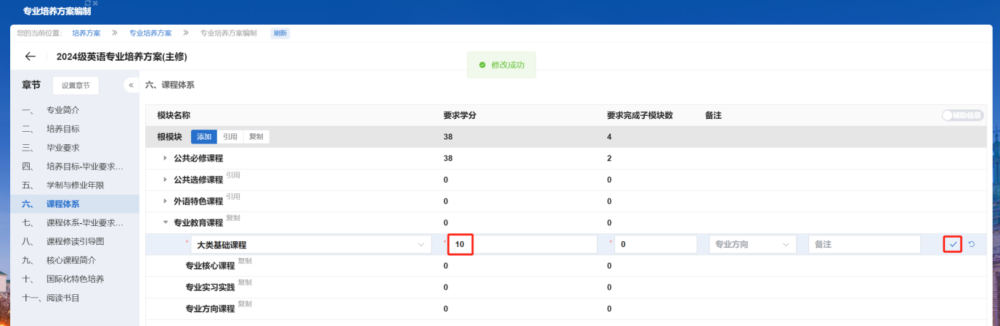 专业培养方案编制
您的当前位置： 培养方案 » 专业培养方案 » 专业培养方案编制 刷新
2024级英语专业培养方案(主修)
修改成功
章节 设置章节 «
一、 专业简介
二、 培养目标
三、 毕业要求
四、 培养目标-毕业要求...
五、 学制与修业年限
六、 课程体系
七、 课程体系-毕业要求...
八、 课程修读引导图
九、 核心课程简介
十、 国际化特色培养
十一、阅读书目
六、课程体系
模块名称 要求学分 要求完成子模块数 备注 辅助信息
根模块 添加 引用 复制 38 4
公共必修课程 38 2
公共选修课程 引用 0 0
外语特色课程 引用 0 0
专业教育课程 复制 0 0
* 大类基础课程 * 10 * 0 专业方向 备注
专业核心课程 复制 0 0
专业实习实践 复制 0 0
专业方向课程 复制 0 0